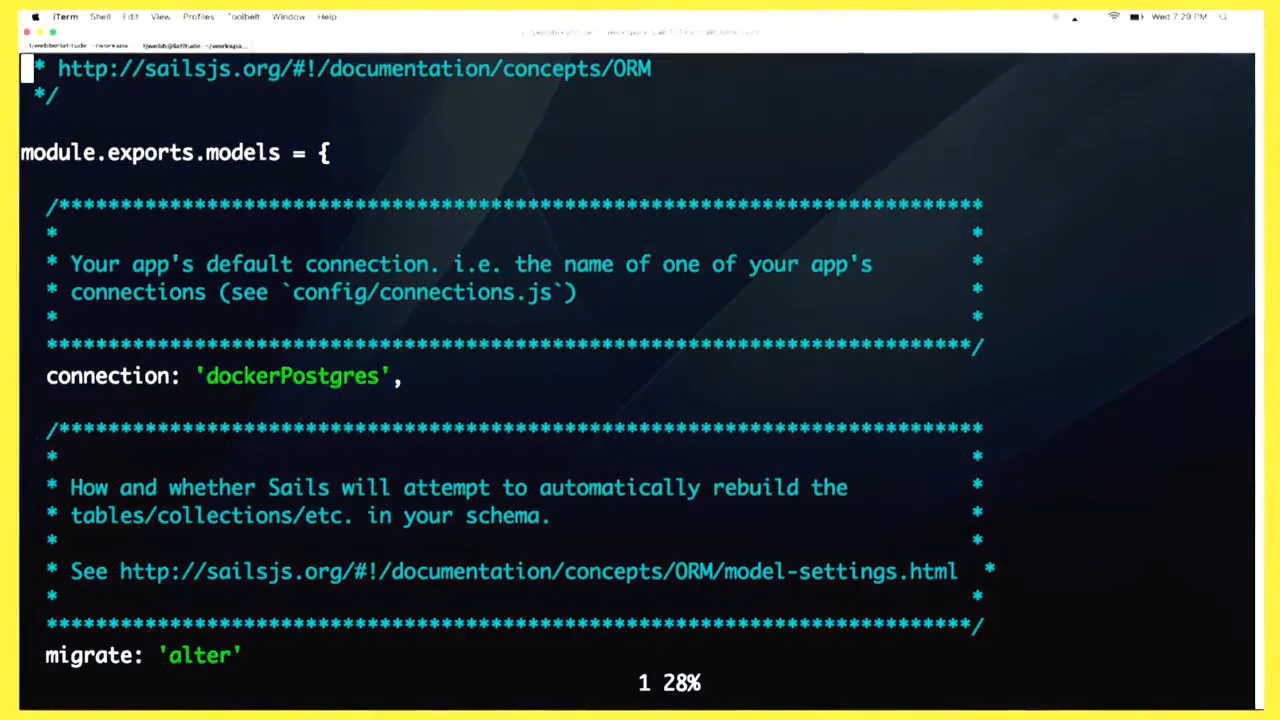 iTerm Shell Edit View Profiles Toolbelt Window Help Wed 7:29 PM
* http://sailsjs.org/#!/documentation/concepts/ORM
*/
module.exports.models = {
/***************************************************************************
* *
* Your app's default connection. i.e. the name of one of your app's *
* connections (see `config/connections.js`) *
* *
***************************************************************************/
connection: 'dockerPostgres',
/***************************************************************************
* *
* How and whether Sails will attempt to automatically rebuild the *
* tables/collections/etc. in your schema. *
* *
* See http://sailsjs.org/#!/documentation/concepts/ORM/model-settings.html *
* *
***************************************************************************/
migrate: 'alter'
1 28%